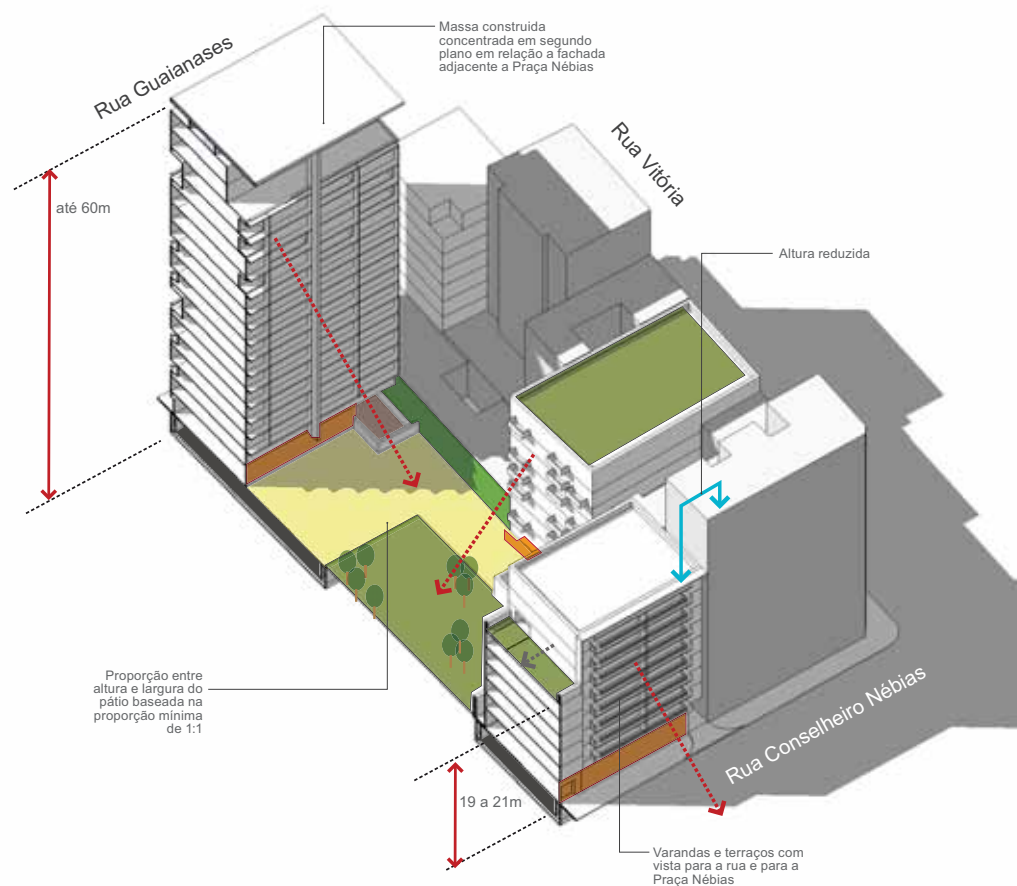 Massa construida
concentrada em segundo
plano em relação a fachada
adjacente a Praça Nébias
Rua Guaianases
Rua Vitória
até 60m
Altura reduzida
Proporção entre
altura e largura do
pátio baseada na
proporção mínima
de 1:1
Rua Conselheiro Nébias
19 a 21m
Varandas e terraços com
vista para a rua e para a
Praça Nébias